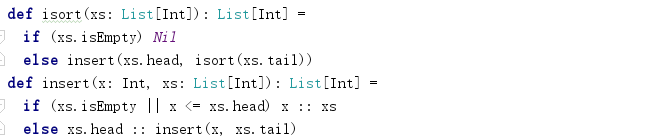 def isort(xs: List[Int]): List[Int] =
  if (xs.isEmpty) Nil
  else insert(xs.head, isort(xs.tail))
def insert(x: Int, xs: List[Int]): List[Int] =
  if (xs.isEmpty || x <= xs.head) x :: xs
  else xs.head :: insert(x, xs.tail)